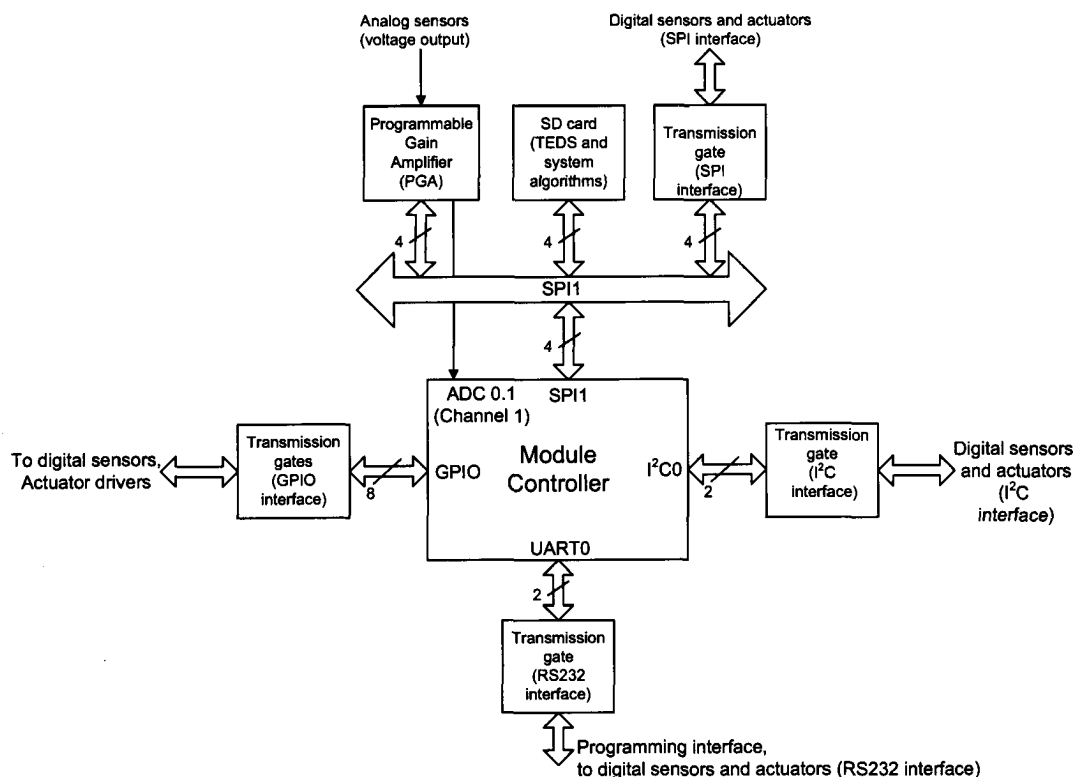 Analog sensors
(voltage output)
Digital sensors and actuators
(SPI interface)
Programmable
Gain
Amplifier
(PGA)
SD card
(TEDS and
system
algorithms)
Transmission
gate
(SPI
interface)
4
4
4
SPI1
4
ADC 0.1
(Channel 1)
SPI1
Module
Controller
GPIO
I²C0
UART0
To digital sensors,
Actuator drivers
Transmission
gates
(GPIO
interface)
8
2
Transmission
gate
(I²C
interface)
Digital sensors
and actuators
(I²C
interface)
2
Transmission
gate
(RS232
interface)
Programming interface,
to digital sensors and actuators (RS232 interface)